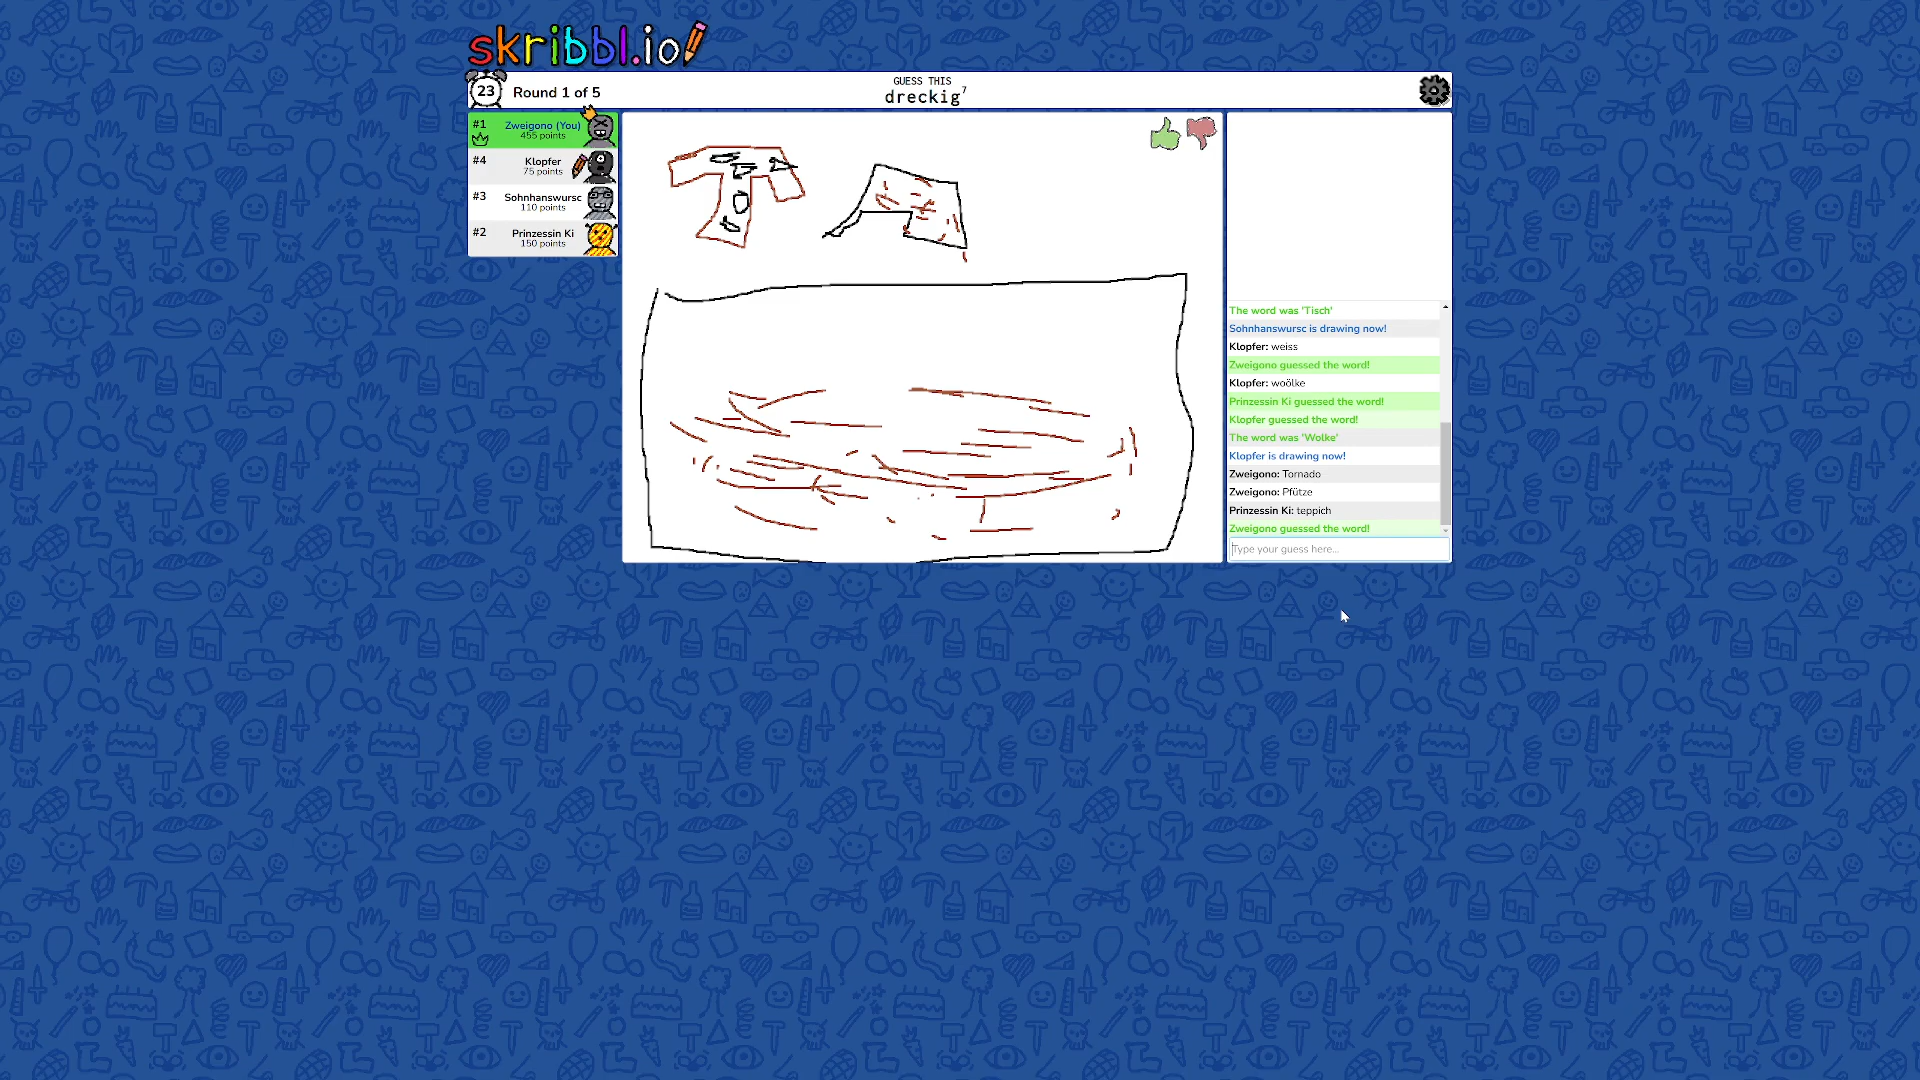 skribbl.io
23
Round 1 of 5
GUESS THIS
dreckig7
#1
Zweigono (You)
455 points
#4
Klopfer
75 points
#3
Sohnhanswursc
110 points
#2
Prinzessin Ki
150 points
The word was 'Tisch'
Sohnhanswursc is drawing now!
Klopfer: weiss
Zweigono guessed the word!
Klopfer: woölke
Prinzessin Ki guessed the word!
Klopfer guessed the word!
The word was 'Wolke'
Klopfer is drawing now!
Zweigono: Tornado
Zweigono: Pfütze
Prinzessin Ki: teppich
Zweigono guessed the word!
Type your guess here...